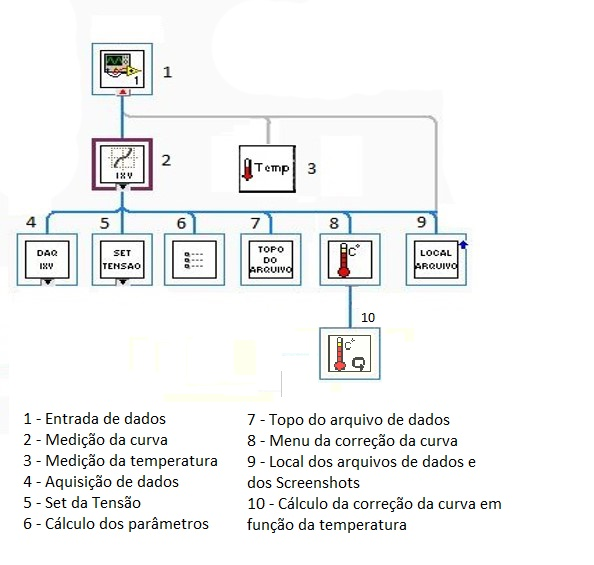 1
1
IXV
2
Temp
3
4
5
6
7
8
9
DAQ
IXV
SET
TENSAO
TOPO
DO
ARQUIVO
C°
LOCAL
ARQUIVO
10
C°
1 - Entrada de dados
2 - Medição da curva
3 - Medição da temperatura
4 - Aquisição de dados
5 - Set da Tensão
6 - Cálculo dos parâmetros
7 - Topo do arquivo de dados
8 - Menu da correção da curva
9 - Local dos arquivos de dados e
dos Screenshots
10 - Cálculo da correção da curva em
função da temperatura